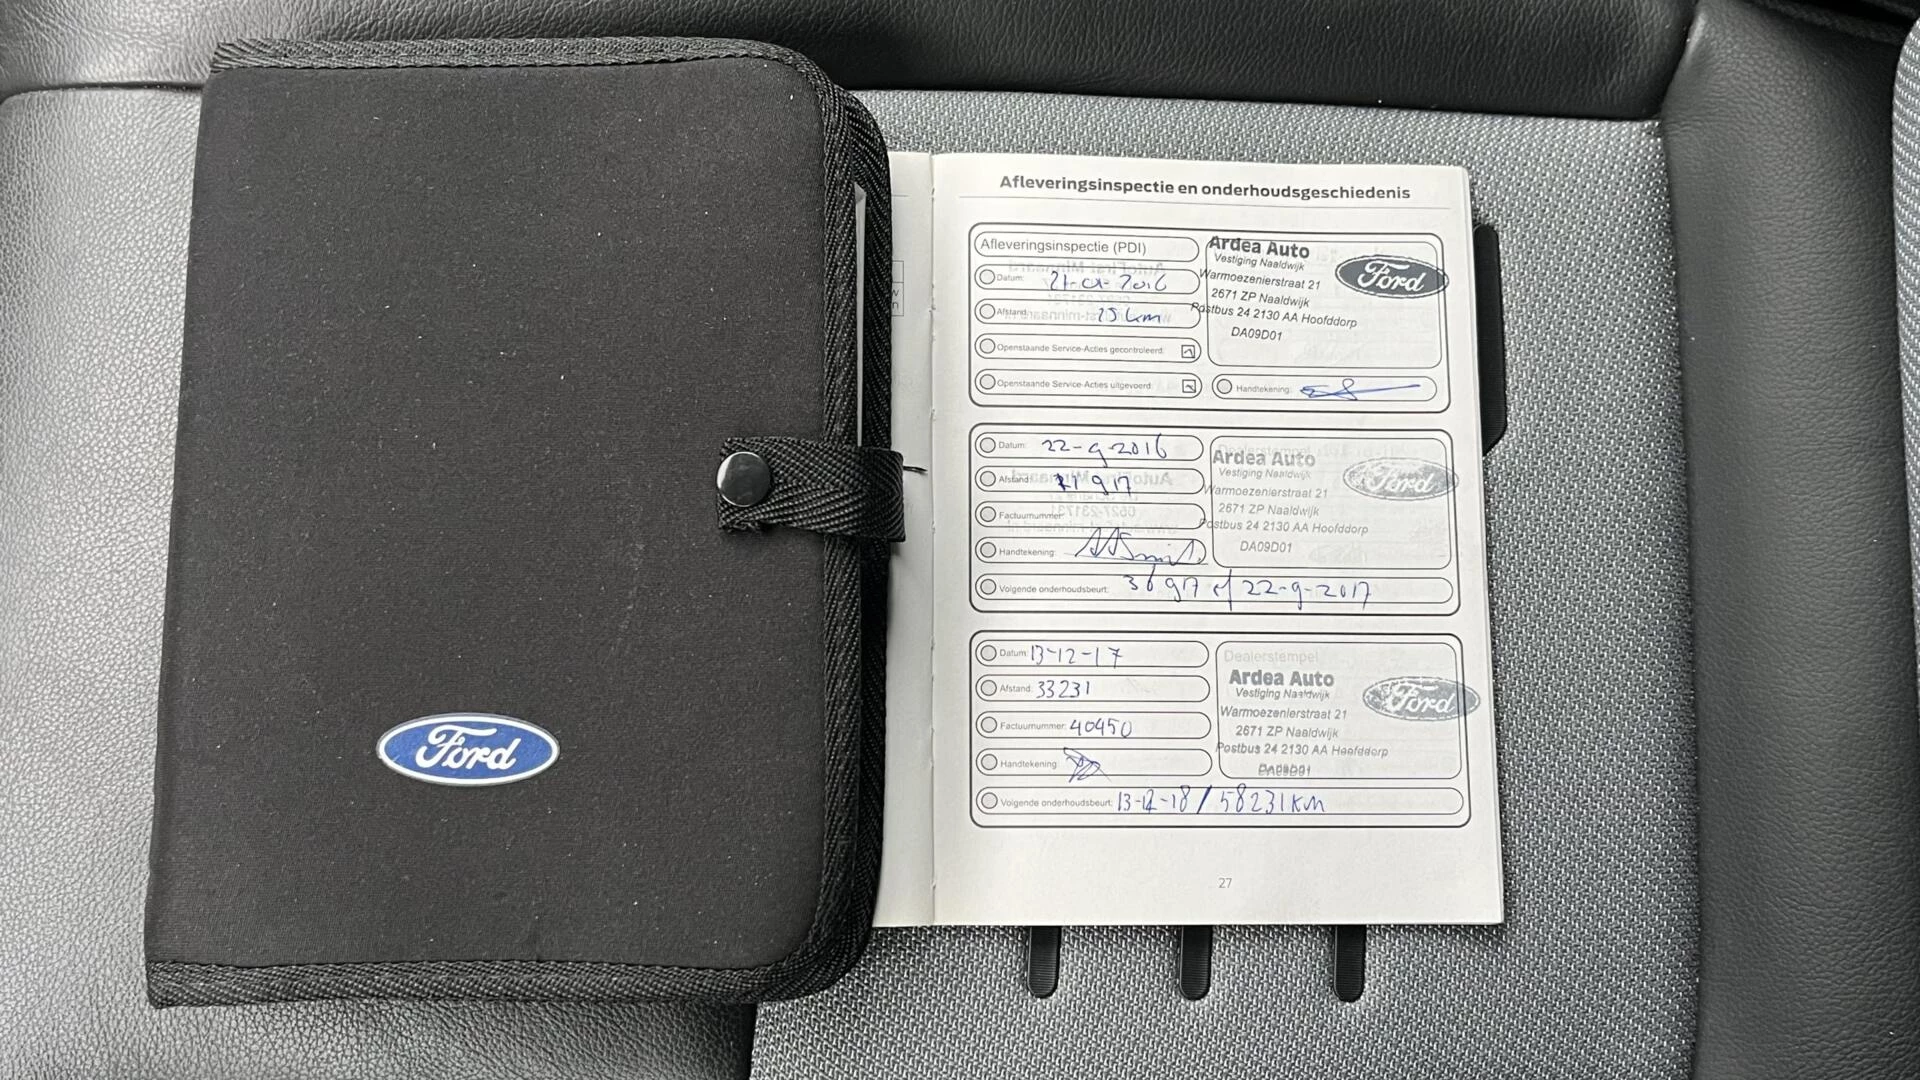 Ford
Afleveringsinspectie en onderhoudsgeschiedenis
Afleveringsinspectie (PDI)
Datum: 21-01-2016
Afstand: 25 km
Openstaande Service-Acties gecontroleerd:
Openstaande Service-Acties uitgevoerd:
Ardea Auto
Vestiging Naaldwijk
Warmoezenierstraat 21
2671 ZP Naaldwijk
Postbus 24 2130 AA Hoofddorp
DA09D01
Ford
Handtekening:
Datum: 22-9-2016
Afstand:
Factuurnummer:
Handtekening:
Volgende onderhoudsbeurt: 36917 of 22-9-2017
Ardea Auto
Vestiging Naaldwijk
Warmoezenierstraat 21
2671 ZP Naaldwijk
Postbus 24 2130 AA Hoofddorp
DA09D01
Ford
Datum: 13-12-17
Afstand: 33231
Factuurnummer: 40450
Handtekening:
Volgende onderhoudsbeurt: 13-12-18 / 58231 km
Dealerstempel
Ardea Auto
Vestiging Naaldwijk
Warmoezenierstraat 21
2671 ZP Naaldwijk
Postbus 24 2130 AA Hoofddorp
DA09D01
Ford
27